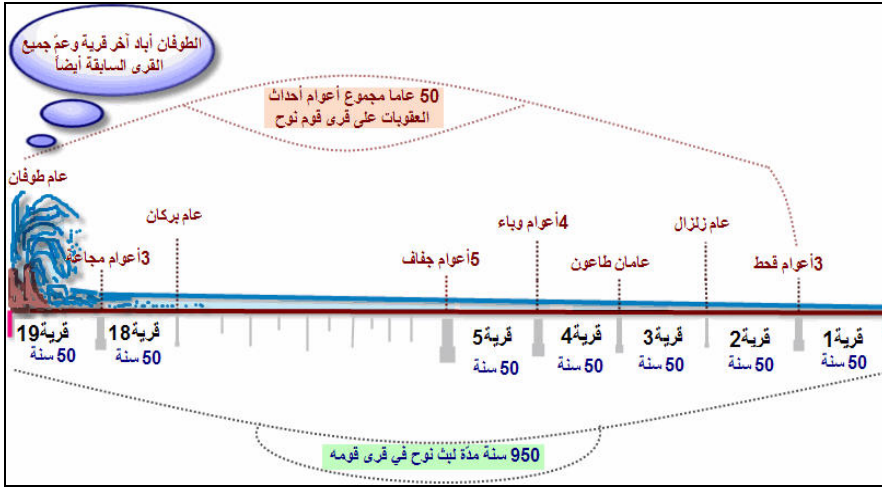 الطوفان أباد آخر قرية وعمّ جميع
القرى السابقة أيضاً
50 عاما مجموع أعوام أحداث
العقوبات على قرى قوم نوح
عام طوفان
عام بركان
4أعوام وباء
عام زلزال
3أعوام مجاعة
5أعوام جفاف
عامان طاعون
3أعوام قحط
قرية1
50 سنة
قرية2
50 سنة
قرية3
50 سنة
قرية4
50 سنة
قرية5
50 سنة
قرية18
50 سنة
قرية19
50 سنة
950 سنة مدّة لبث نوح في قرى قومه